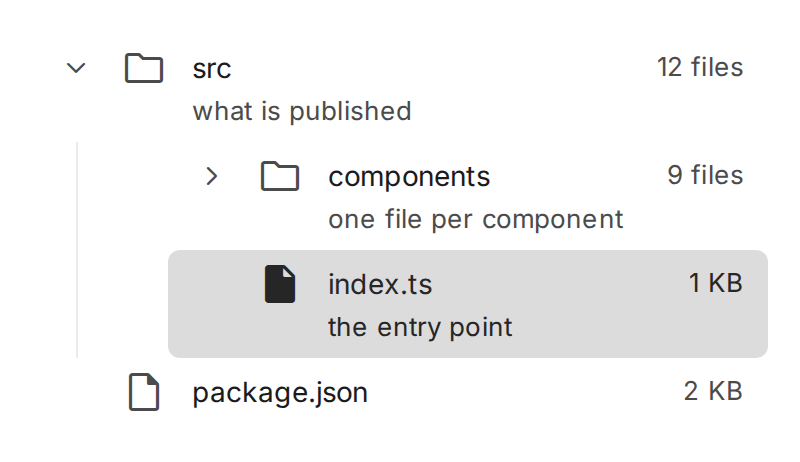 src 12 files
what is published
components 9 files
one file per component
index.ts 1 KB
the entry point
package.json 2 KB